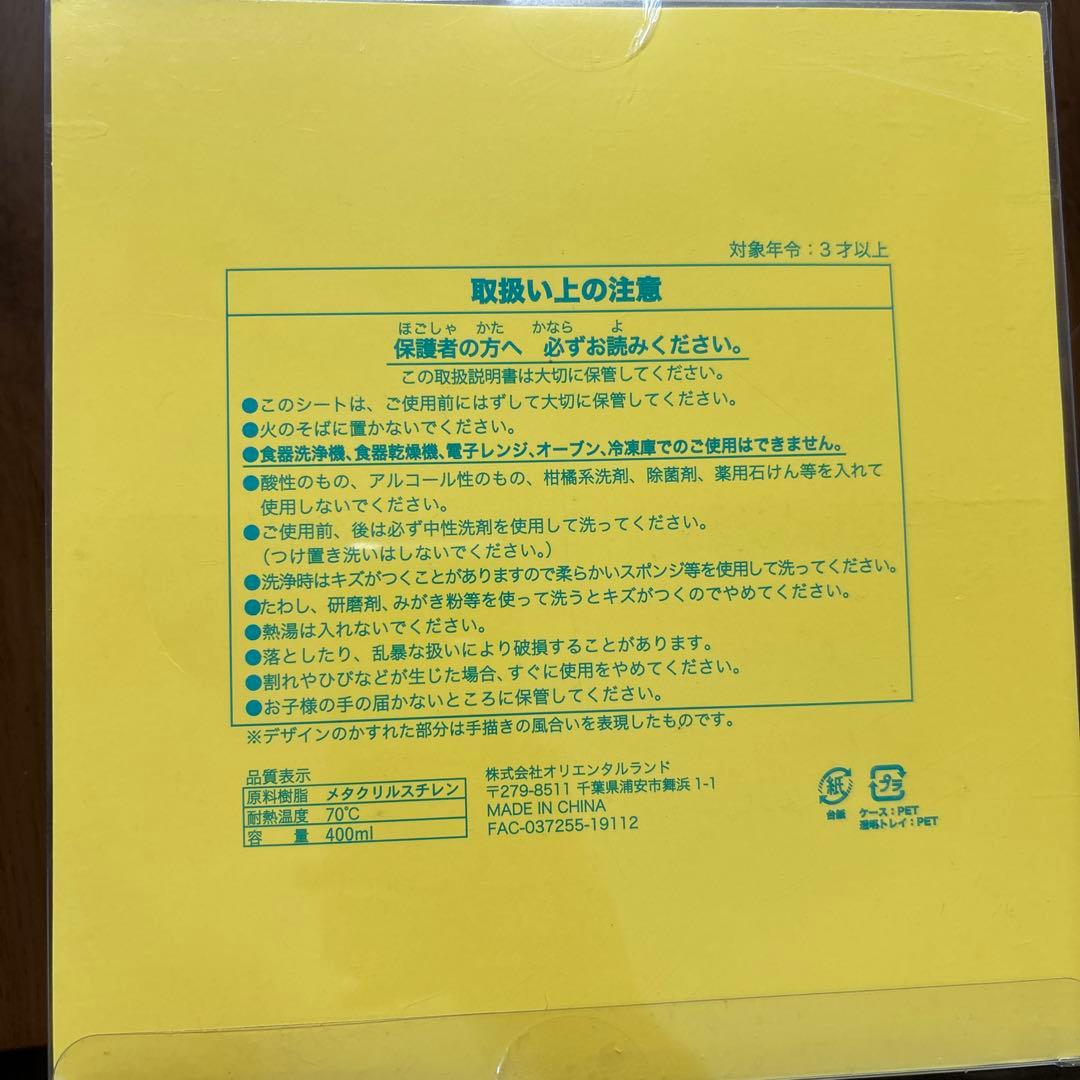 対象年令：3才以上
取扱い上の注意
ほごしゃ かた かなら よ
保護者の方へ 必ずお読みください。
この取扱説明書は大切に保管してください。
●このシートは、ご使用前にはずして大切に保管してください。
●火のそばに置かないでください。
●食器洗浄機、食器乾燥機、電子レンジ、オーブン、冷凍庫でのご使用はできません。
●酸性のもの、アルコール性のもの、柑橘系洗剤、除菌剤、薬用石けん等を入れて
使用しないでください。
●ご使用前、後は必ず中性洗剤を使用して洗ってください。
（つけ置き洗いはしないでください。）
●洗浄時はキズがつくことがありますので柔らかいスポンジ等を使用して洗ってください。
●たわし、研磨剤、みがき粉等を使って洗うとキズがつくのでやめてください。
●熱湯は入れないでください。
●落としたり、乱暴な扱いにより破損することがあります。
●割れやひびなどが生じた場合、すぐに使用をやめてください。
●お子様の手の届かないところに保管してください。
※デザインのかすれた部分は手描きの風合いを表現したものです。
品質表示
原料樹脂 メタクリルスチレン
耐熱温度 70℃
容 量 400ml
株式会社オリエンタルランド
〒279-8511 千葉県浦安市舞浜 1-1
MADE IN CHINA
FAC-037255-19112
紙
台紙
プラ
ケース：PET
透明トレイ：PET